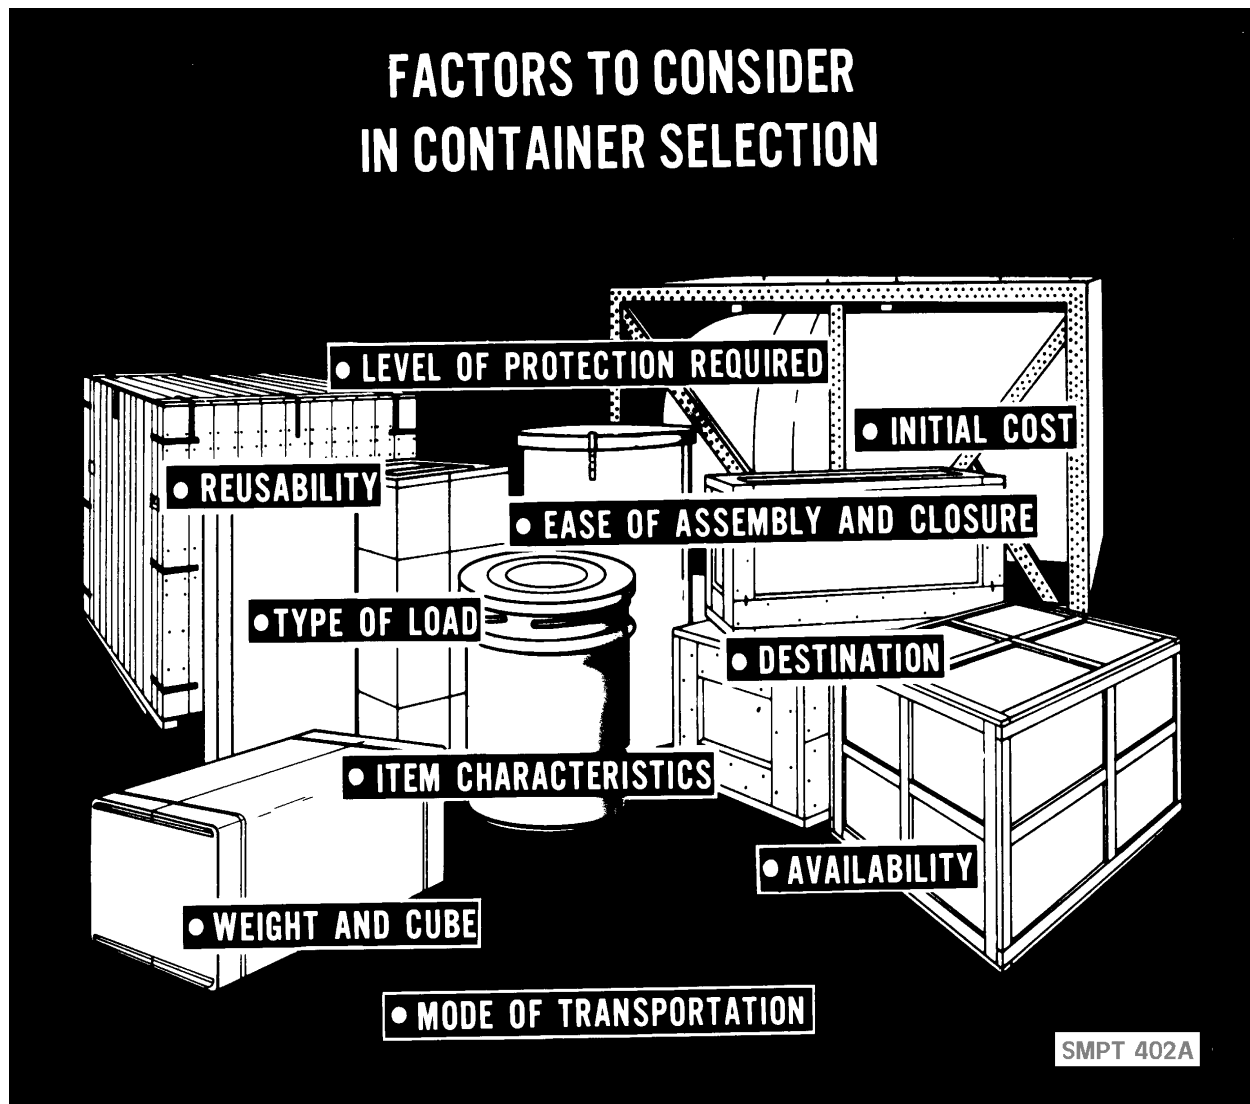 FACTORS TO CONSIDER
IN CONTAINER SELECTION
• LEVEL OF PROTECTION REQUIRED
• INITIAL COST
• REUSABILITY
• EASE OF ASSEMBLY AND CLOSURE
• TYPE OF LOAD
• DESTINATION
• ITEM CHARACTERISTICS
• AVAILABILITY
• WEIGHT AND CUBE
• MODE OF TRANSPORTATION
SMPT 402A